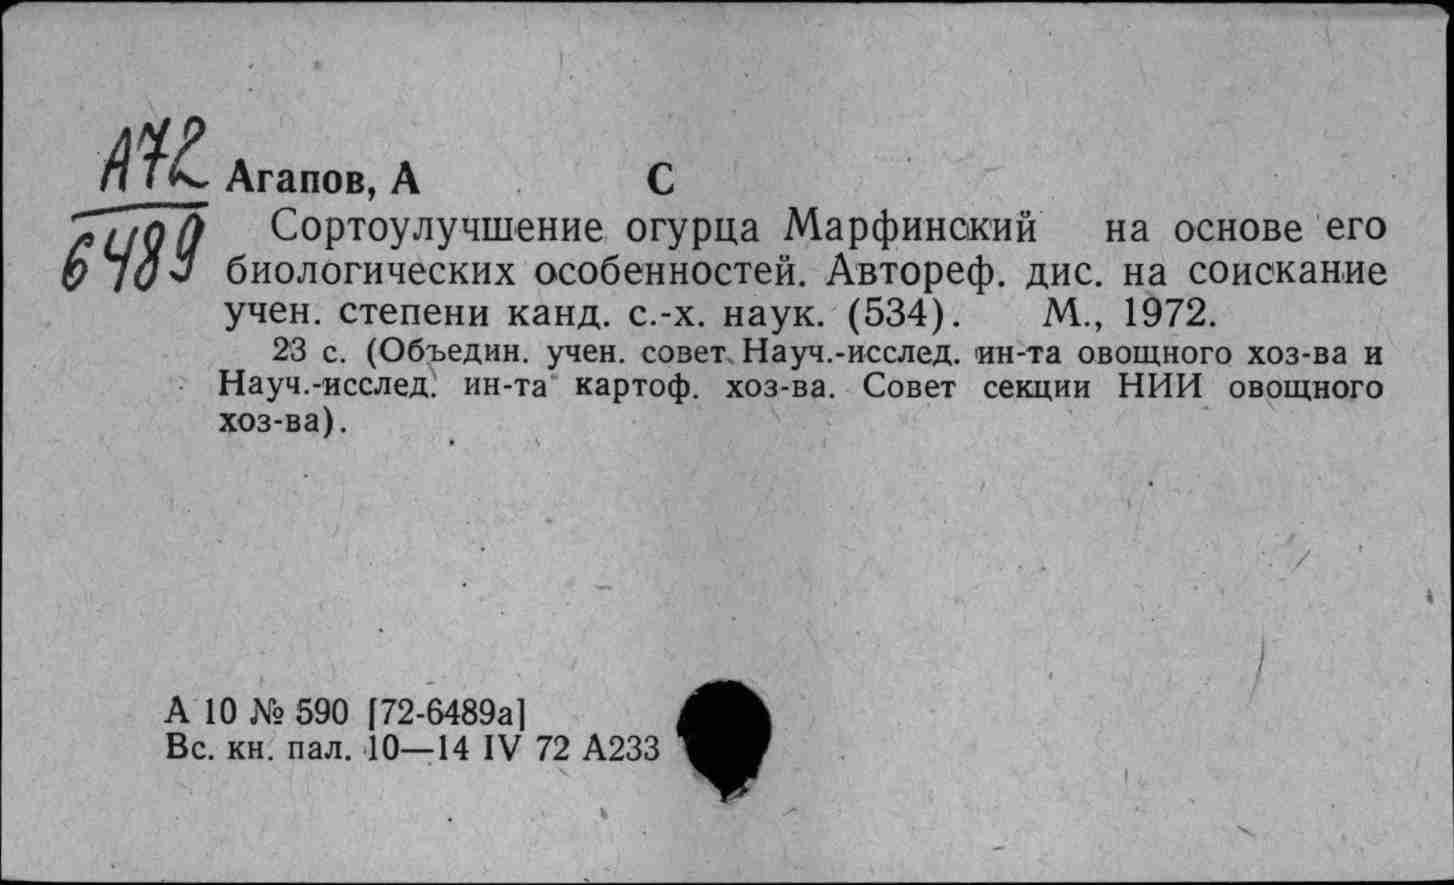 А72
6489
Агапов, А С
Сортоулучшение огурца Марфинский на основе его
биологических особенностей. Автореф. дис. на соискание
учен. степени канд. с.-х. наук. (534). М., 1972.
23 с. (Объедин. учен. совет Науч.-исслед. ин-та овощного хоз-ва и
Науч.-исслед. ин-та картоф. хоз-ва. Совет секции НИИ овощного
хоз-ва).
А 10 № 590 [72-6489а]
Вс. кн. пал. 10—14 IV 72 А233